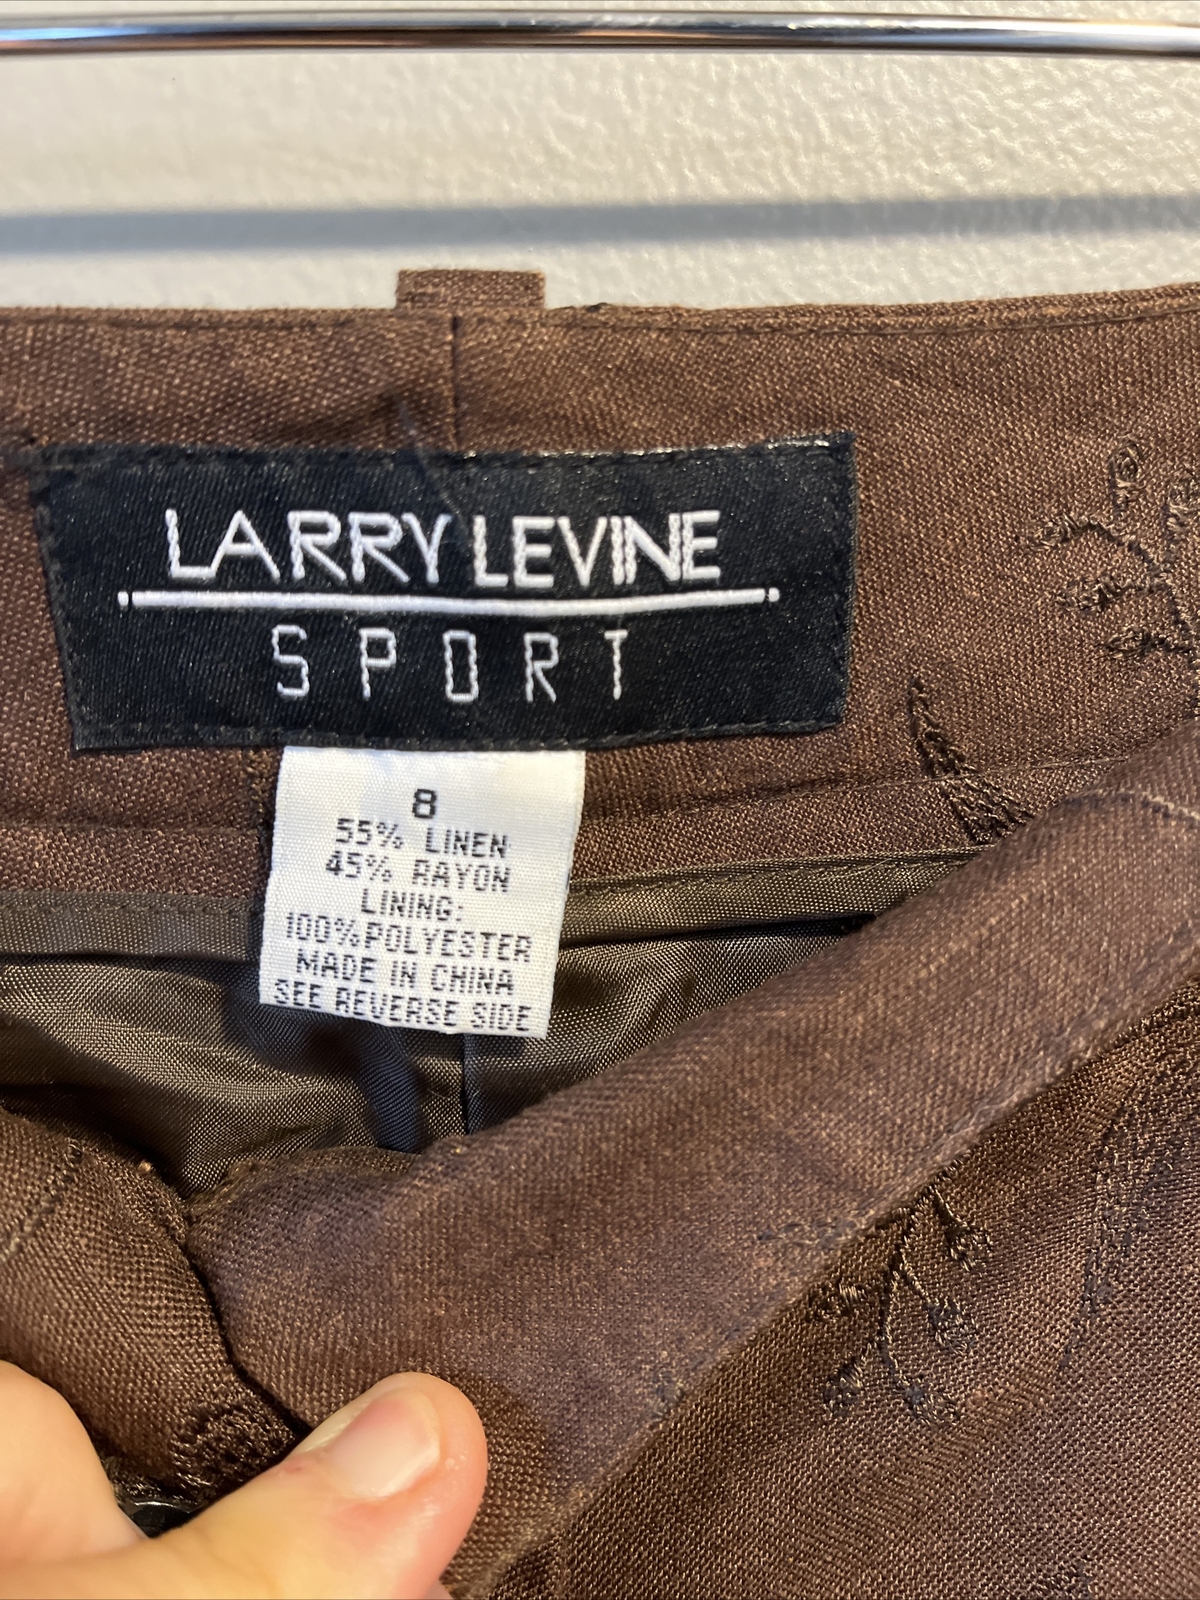 LARRY LEVINE
SPORT
8
55% LINEN
45% RAYON
LINING:
100%POLYESTER
MADE IN CHINA
SEE REVERSE SIDE